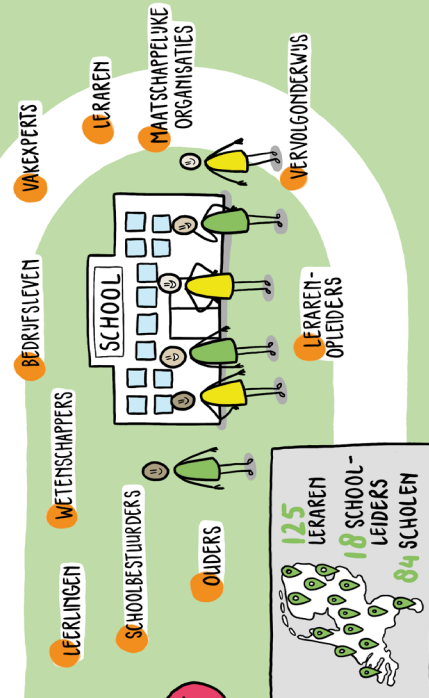 LEERLINGEN
WETENSCHAPPERS
BEDRIJFSLEVEN
VAKEXPERTS
LERAREN
MAATSCHAPPELIJKE
ORGANISATIES
VERVOLGONDERWIJS
LERAREN-
OPLEIDERS
OUDERS
SCHOOLBESTUURDERS
SCHOOL
125
LERAREN
18 SCHOOL-
LEIDERS
84 SCHOLEN